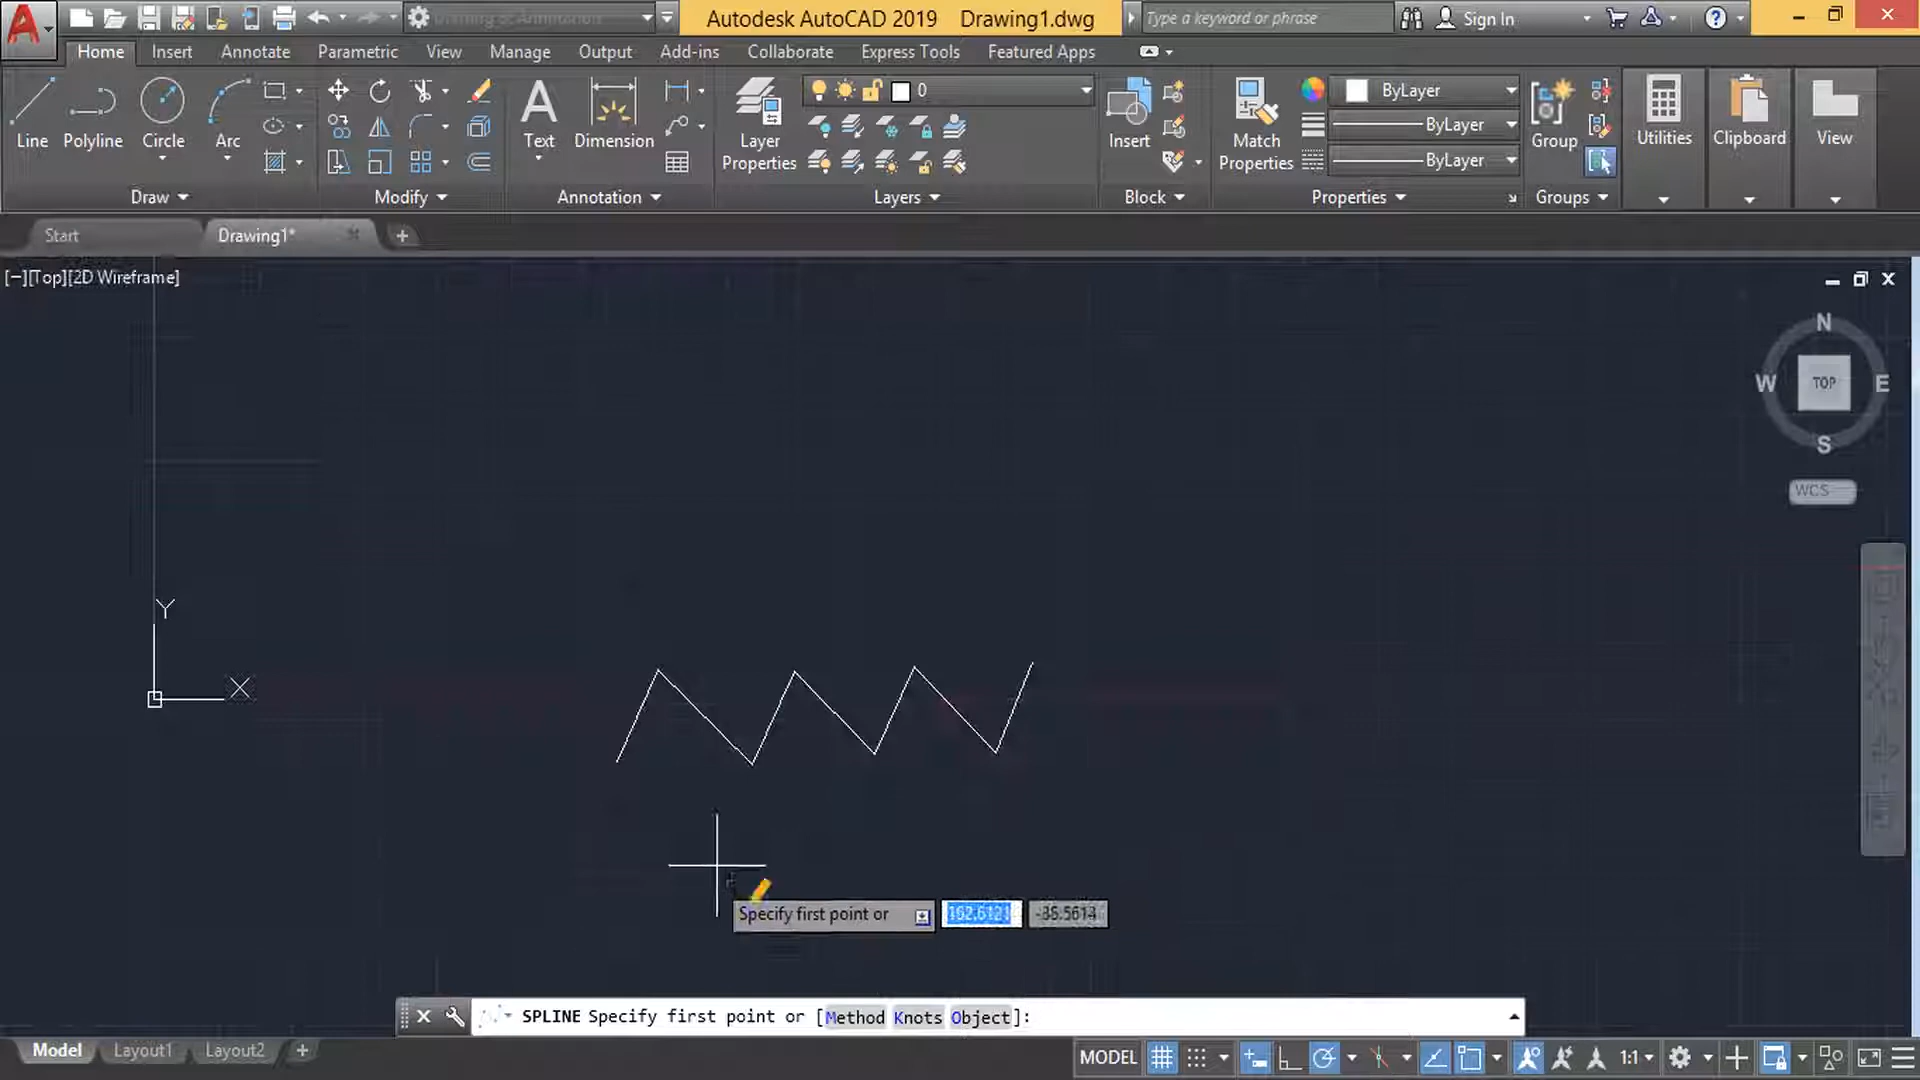 Drafting & Annotation
Autodesk AutoCAD 2019 Drawing1.dwg
Type a keyword or phrase
Sign In
Home Insert Annotate Parametric View Manage Output Add-ins Collaborate Express Tools Featured Apps
Line Polyline Circle Arc
Text Dimension
Layer Properties
0
Insert
Match Properties
ByLayer
ByLayer
ByLayer
Group
Utilities
Clipboard
View
Draw Modify Annotation Layers Block Properties Groups
Start Drawing1*
[−][Top][2D Wireframe]
N
W TOP E
S
WCS
Y
X
Specify first point or
SPLINE Specify first point or [Method Knots Object]:
Model Layout1 Layout2
MODEL 1:1